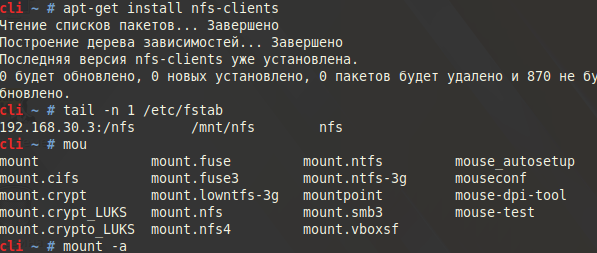 cli ~ # apt-get install nfs-clients
Чтение списков пакетов... Завершено
Построение дерева зависимостей... Завершено
Последняя версия nfs-clients уже установлена.
0 будет обновлено, 0 новых установлено, 0 пакетов будет удалено и 870 не бу
бновлено.
cli ~ # tail -n 1 /etc/fstab
192.168.30.3:/nfs /mnt/nfs nfs
cli ~ # mou
mount mount.fuse mount.ntfs mouse_autosetup
mount.cifs mount.fuse3 mount.ntfs-3g mouseconf
mount.crypt mount.lowntfs-3g mountpoint mouse-dpi-tool
mount.crypt_LUKS mount.nfs mount.smb3 mouse-test
mount.crypto_LUKS mount.nfs4 mount.vboxsf
cli ~ # mount -a